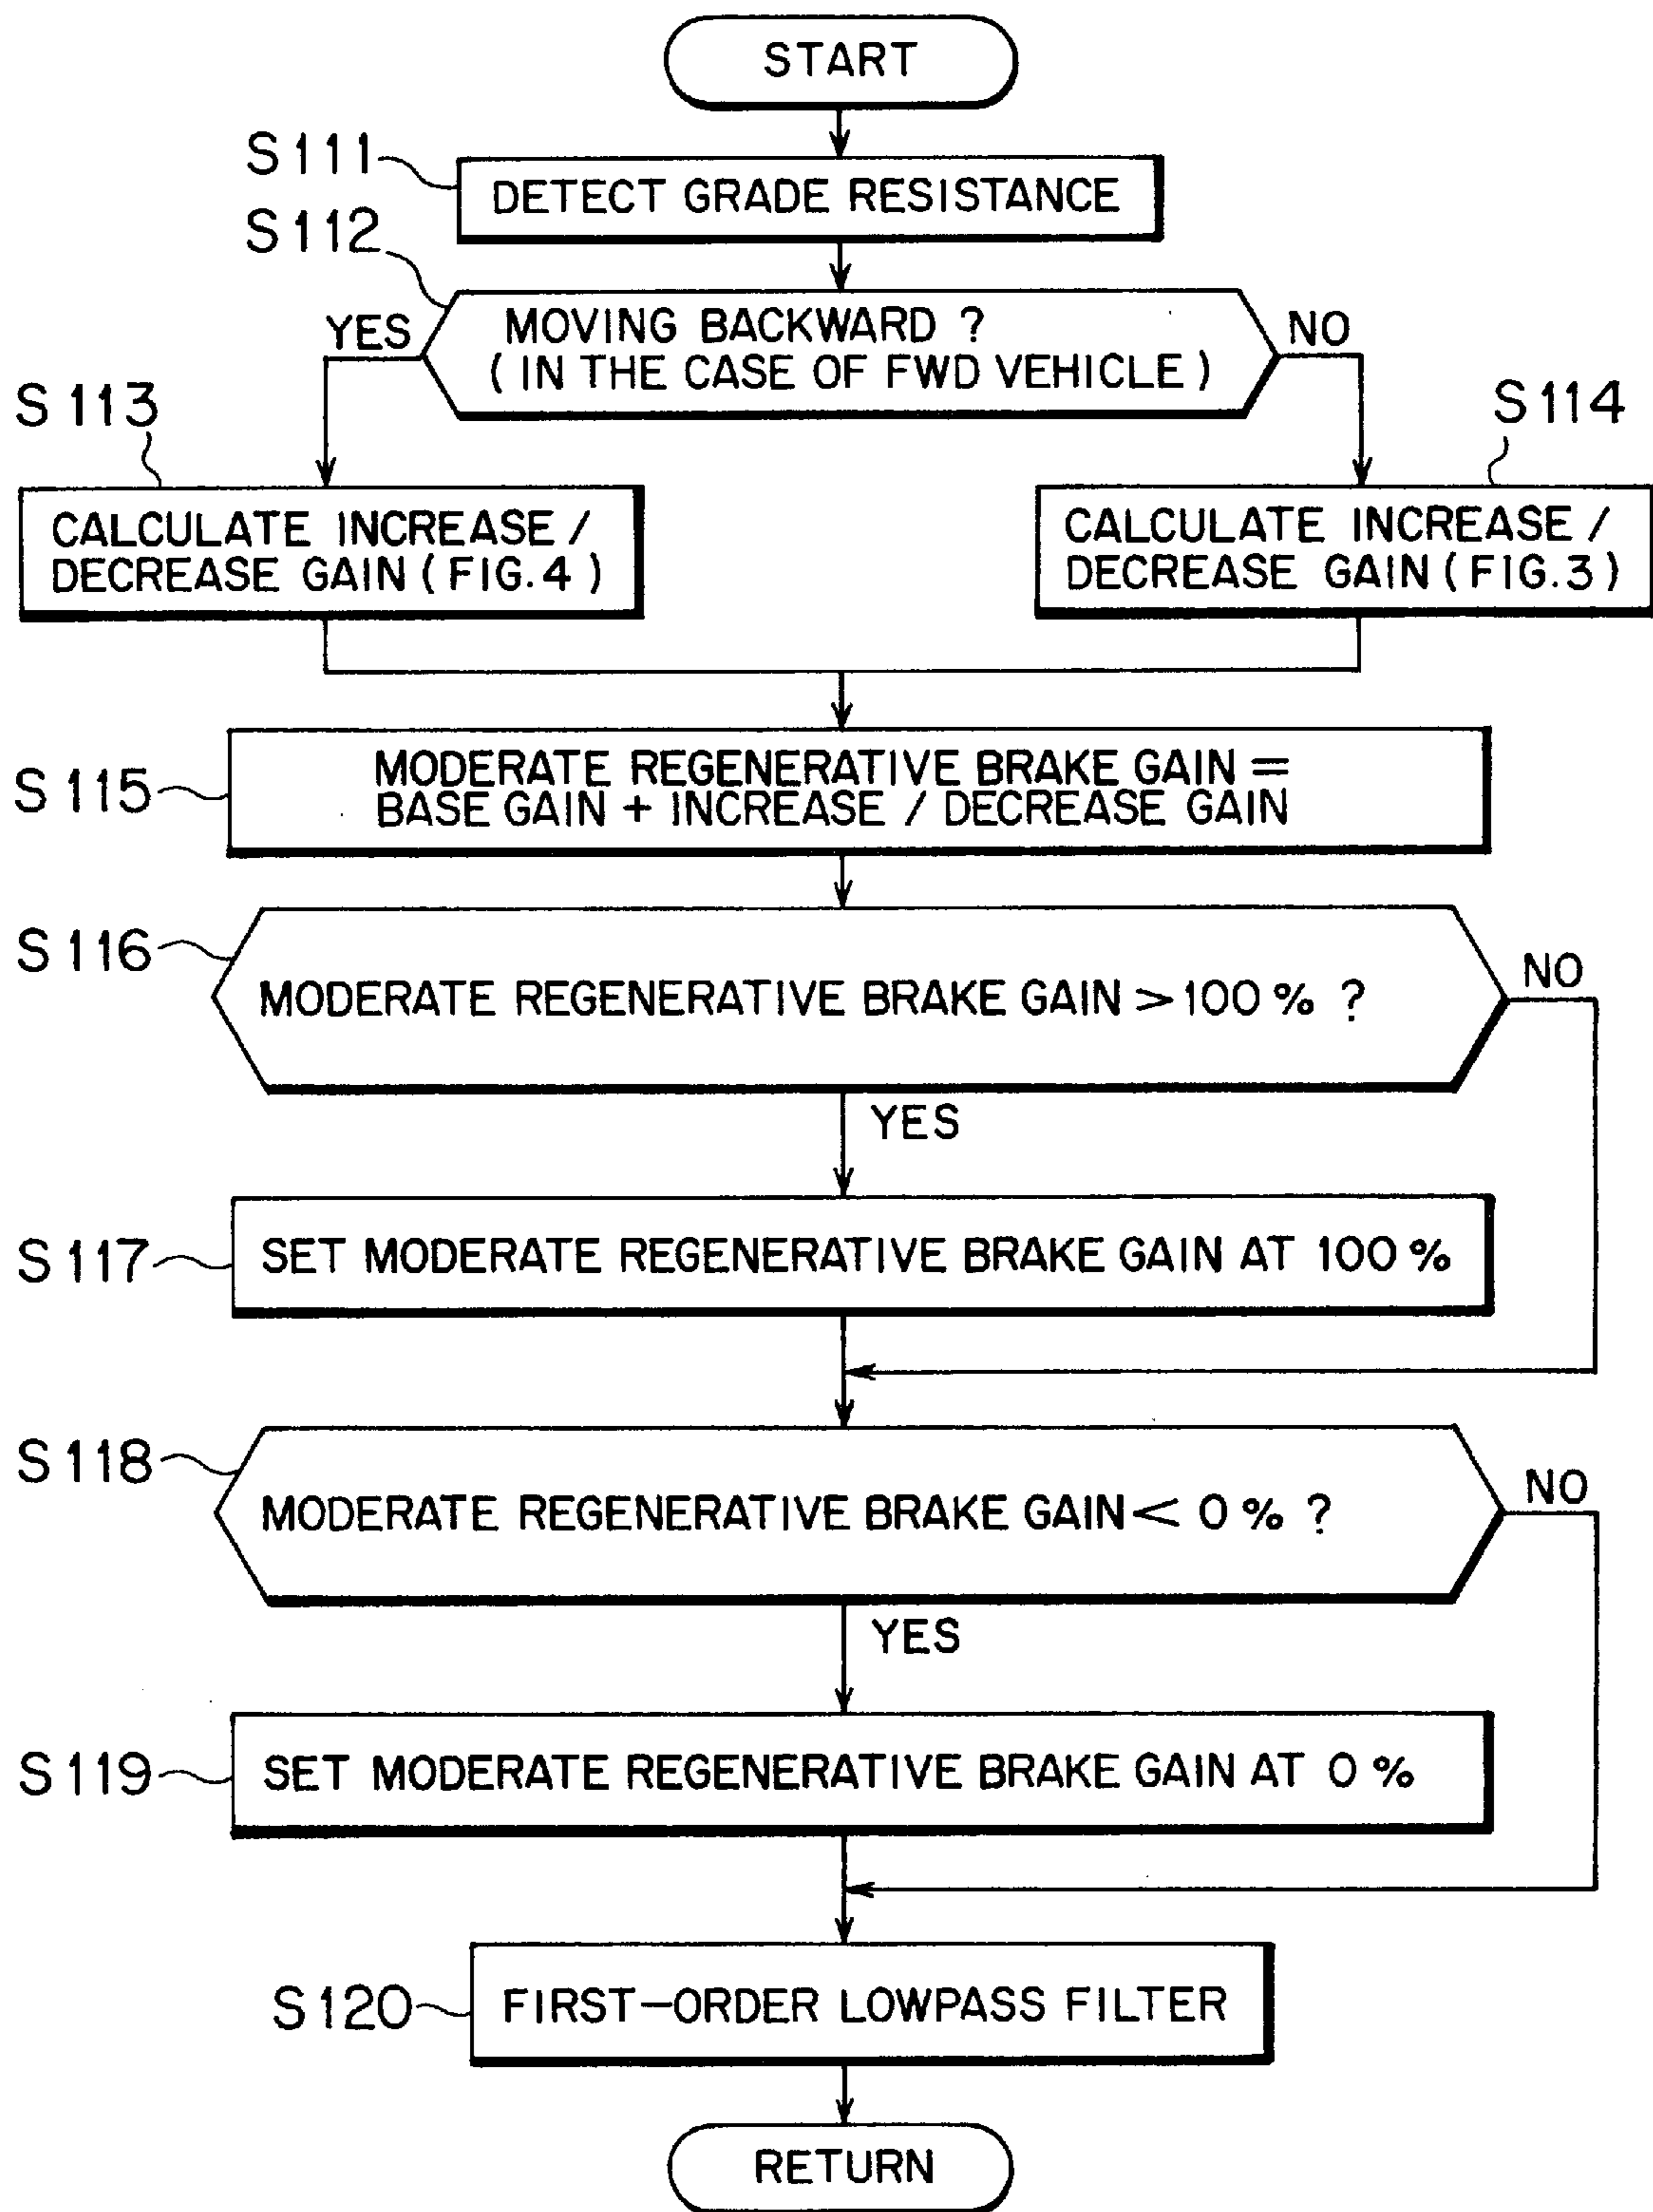 START
S111
DETECT GRADE RESISTANCE
S112
MOVING BACKWARD ?
(IN THE CASE OF FWD VEHICLE)
YES
NO
S113
CALCULATE INCREASE /
DECREASE GAIN (FIG.4)
S114
CALCULATE INCREASE /
DECREASE GAIN (FIG.3)
S115
MODERATE REGENERATIVE BRAKE GAIN =
BASE GAIN + INCREASE / DECREASE GAIN
S116
MODERATE REGENERATIVE BRAKE GAIN > 100 % ?
NO
YES
S117
SET MODERATE REGENERATIVE BRAKE GAIN AT 100 %
S118
MODERATE REGENERATIVE BRAKE GAIN < 0 % ?
NO
YES
S119
SET MODERATE REGENERATIVE BRAKE GAIN AT 0 %
S120
FIRST-ORDER LOWPASS FILTER
RETURN